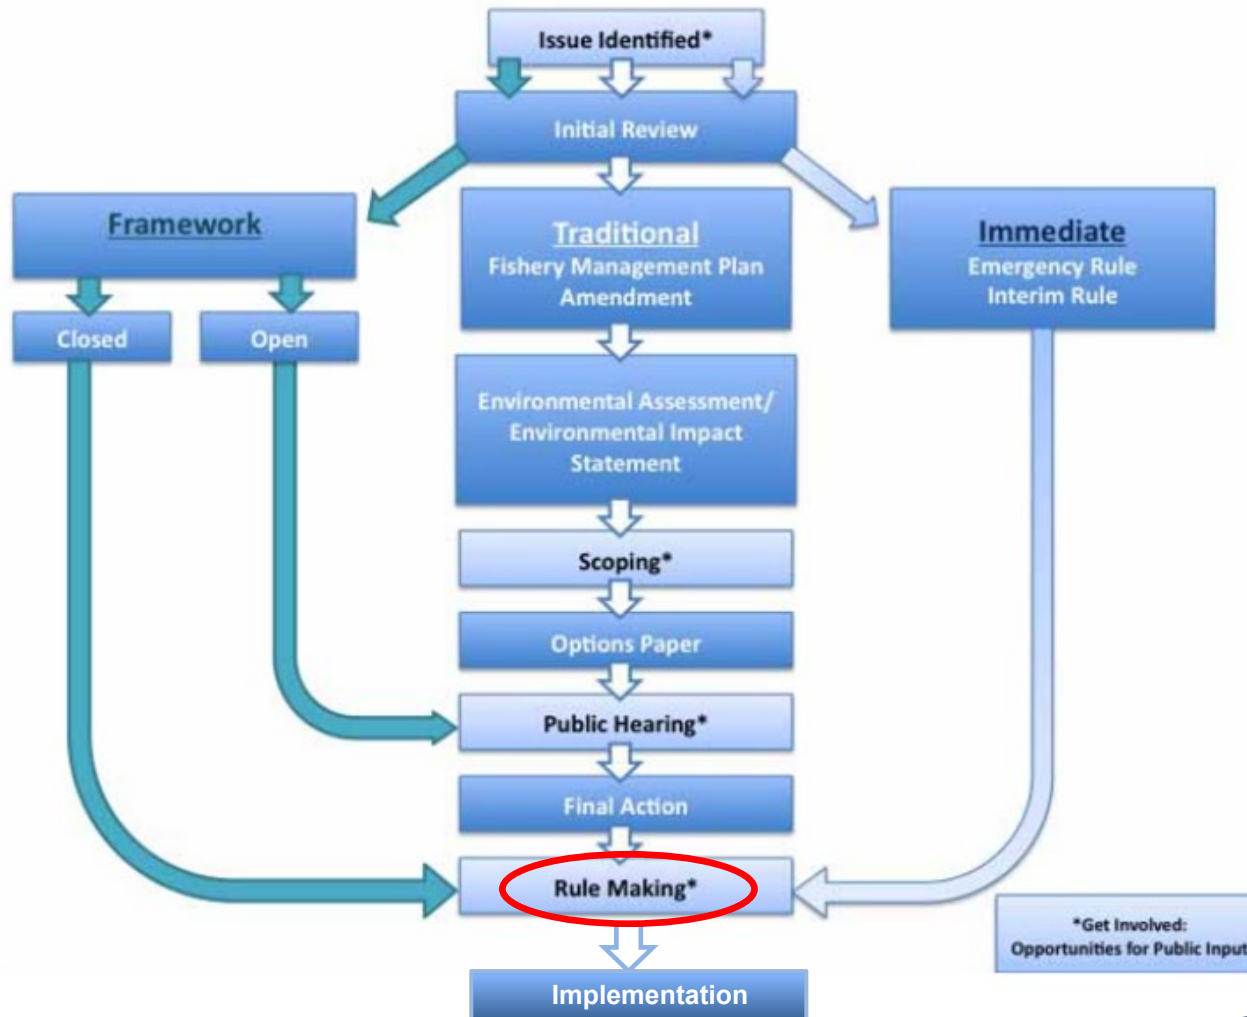 Issue Identified*
Initial Review
Framework
Traditional
Fishery Management Plan
Amendment
Immediate
Emergency Rule
Interim Rule
Closed
Open
Environmental Assessment/
Environmental Impact
Statement
Scoping*
Options Paper
Public Hearing*
Final Action
Rule Making*
*Get Involved:
Opportunities for Public Input
Implementation